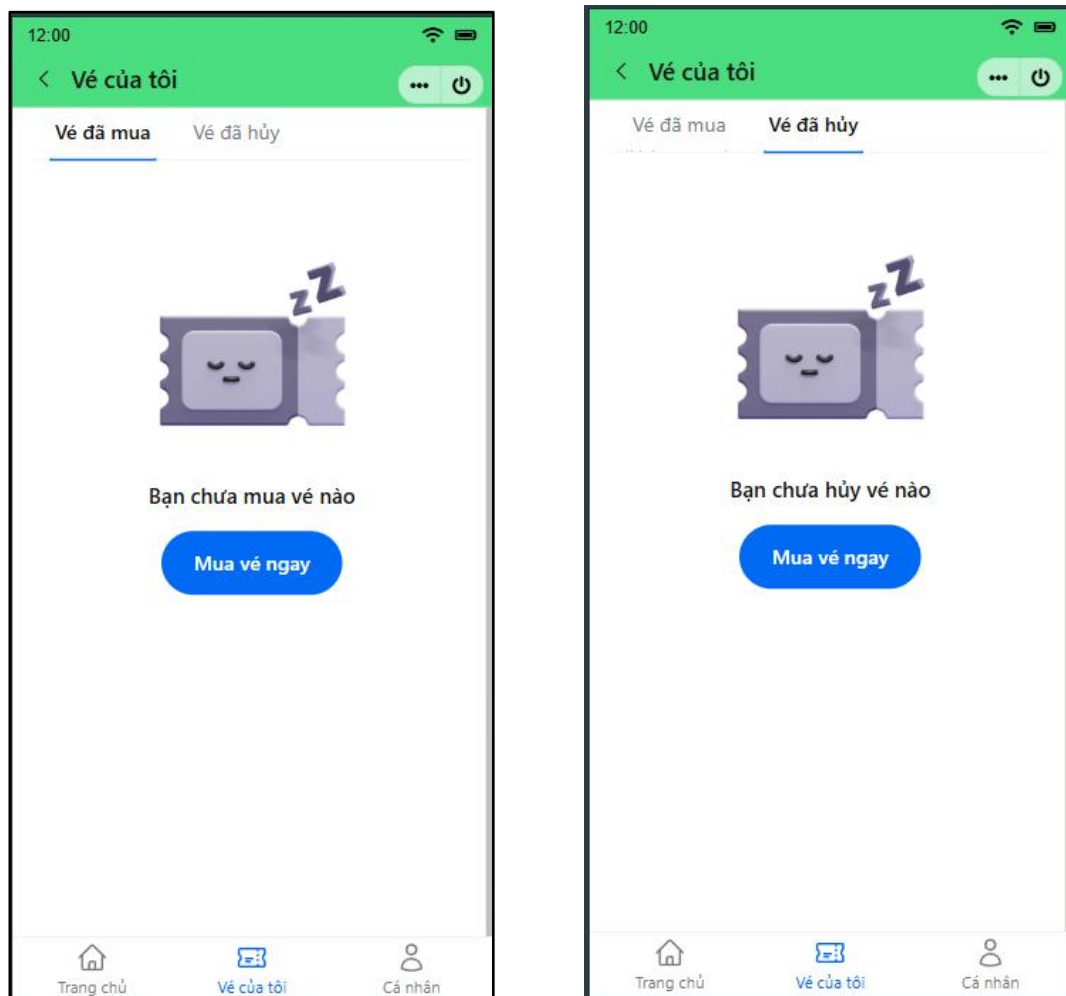 12:00
Vé của tôi
Vé đã mua Vé đã hủy
zZ
Bạn chưa mua vé nào
Mua vé ngay
Trang chủ Vé của tôi Cá nhân
12:00
Vé của tôi
Vé đã mua Vé đã hủy
zZ
Bạn chưa hủy vé nào
Mua vé ngay
Trang chủ Vé của tôi Cá nhân